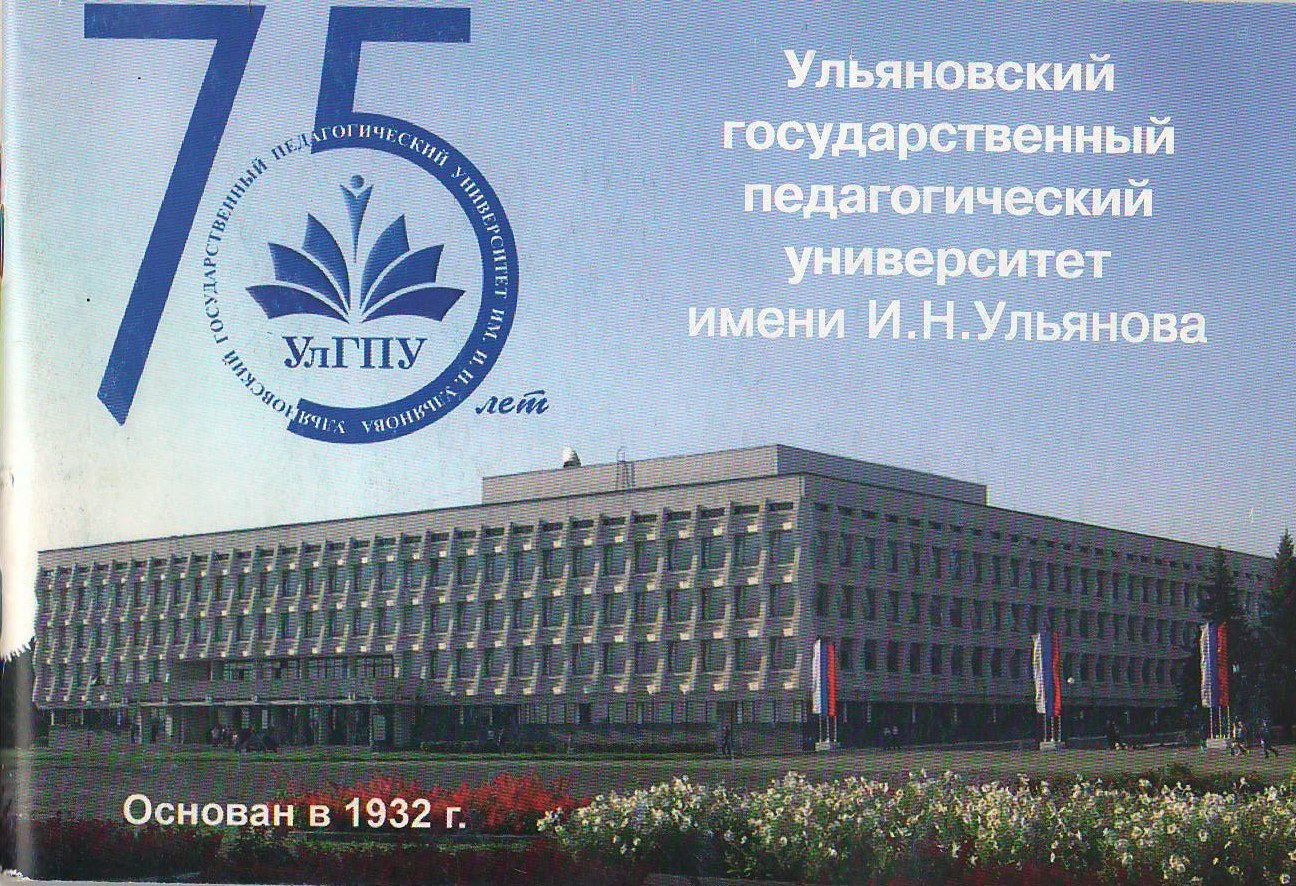 75
УЛЬЯНОВСКИЙ ГОСУДАРСТВЕННЫЙ ПЕДАГОГИЧЕСКИЙ УНИВЕРСИТЕТ ИМ. И.Н. УЛЬЯНОВА
УлГПУ
лет
Ульяновский
государственный
педагогический
университет
имени И.Н.Ульянова
Основан в 1932 г.